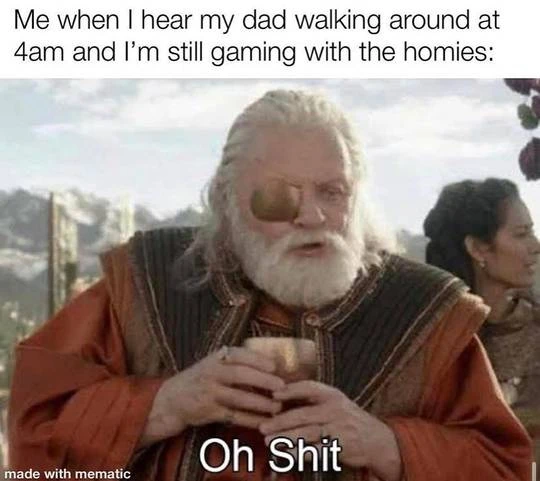 Me when I hear my dad walking around at
4am and I’m still gaming with the homies:
Oh Shit
made with mematic